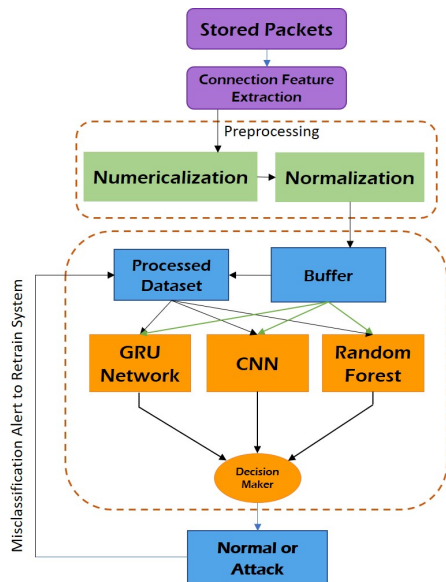 Stored Packets
Connection Feature
Extraction
Preprocessing
Numericalization
Normalization
Processed
Dataset
Buffer
GRU
Network
CNN
Random
Forest
Decision
Maker
Normal or
Attack
Misclassification Alert to Retrain System